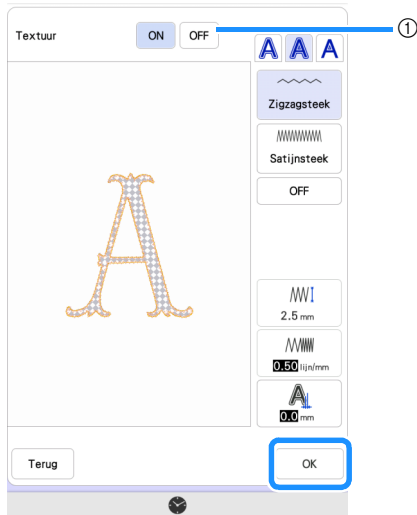 ①
Textuur ON OFF
A A A
Zigzagsteek
Satijnsteek
OFF
A
2.5 mm
0.50 lijn/mm
A
0.0 mm
Terug OK